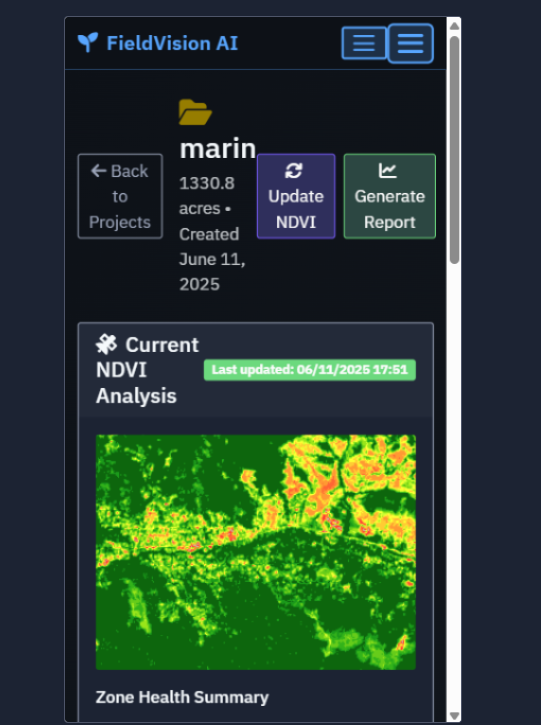 FieldVision AI
marin
1330.8
acres •
Created
June 11,
2025
← Back
to
Projects
Update
NDVI
Generate
Report
Current
NDVI
Analysis
Last updated: 06/11/2025 17:51
Zone Health Summary